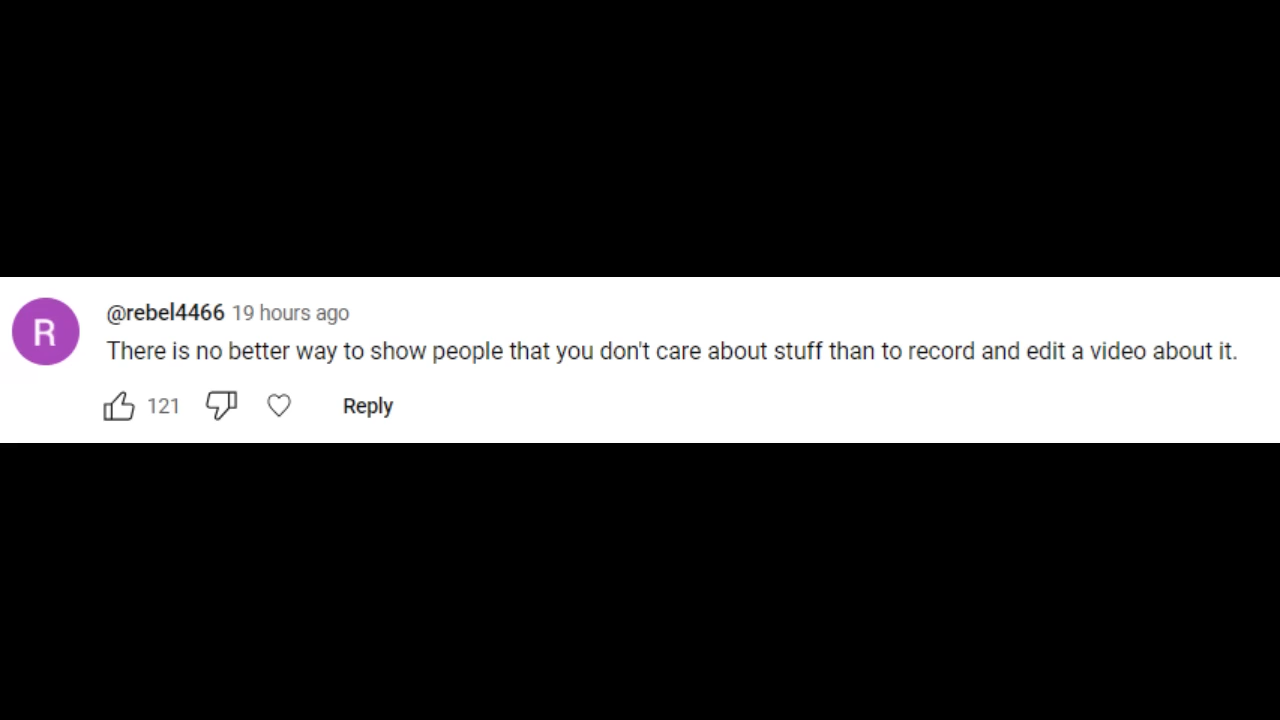 R
@rebel4466 19 hours ago
There is no better way to show people that you don't care about stuff than to record and edit a video about it.
121 Reply